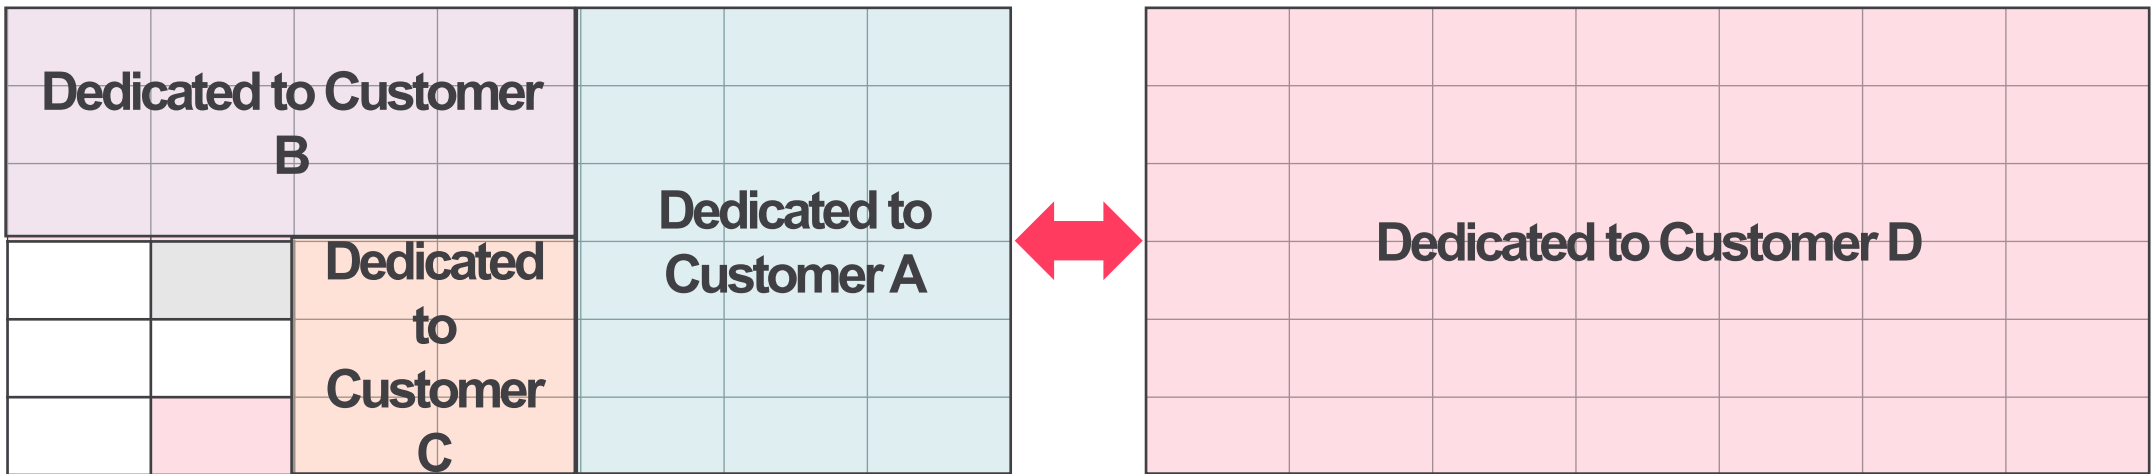 Dedicated to Customer
B
Dedicated
to
Customer
C
Dedicated to
Customer A
Dedicated to Customer D